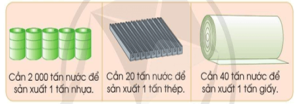 Cần 2 000 tấn nước để
sản xuất 1 tấn nhựa.
Cần 20 tấn nước để
sản xuất 1 tấn thép.
Cần 40 tấn nước để
sản xuất 1 tấn giấy.